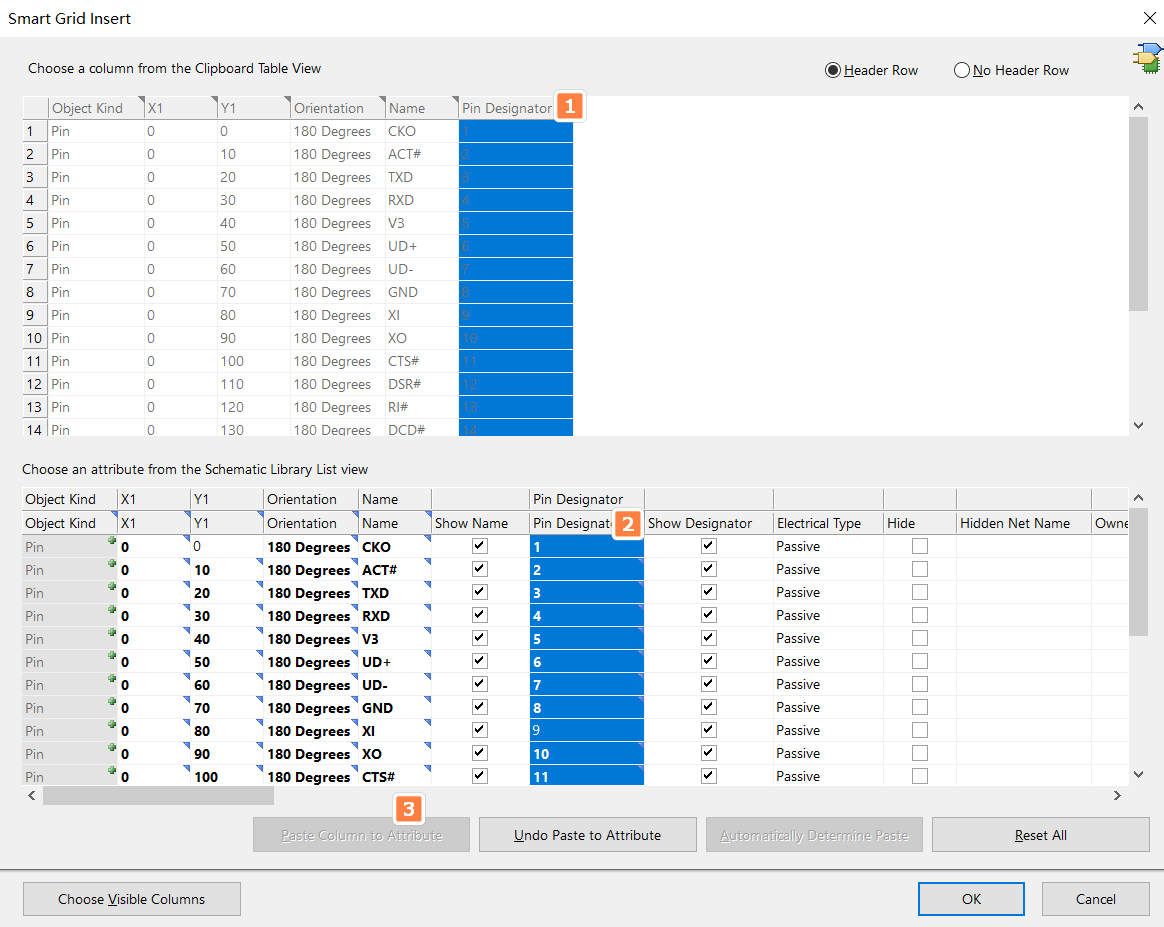 Smart Grid Insert
Choose a column from the Clipboard Table View
Header Row No Header Row
Object Kind X1 Y1 Orientation Name Pin Designator 1
1 Pin 0 0 180 Degrees CKO 1
2 Pin 0 10 180 Degrees ACT# 2
3 Pin 0 20 180 Degrees TXD 3
4 Pin 0 30 180 Degrees RXD 4
5 Pin 0 40 180 Degrees V3 5
6 Pin 0 50 180 Degrees UD+ 6
7 Pin 0 60 180 Degrees UD- 7
8 Pin 0 70 180 Degrees GND 8
9 Pin 0 80 180 Degrees XI 9
10 Pin 0 90 180 Degrees XO 10
11 Pin 0 100 180 Degrees CTS# 11
12 Pin 0 110 180 Degrees DSR# 12
13 Pin 0 120 180 Degrees RI# 13
14 Pin 0 130 180 Degrees DCD# 14
Choose an attribute from the Schematic Library List view
Object Kind X1 Y1 Orientation Name Pin Designator
Object Kind X1 Y1 Orientation Name Show Name Pin Designato 2 Show Designator Electrical Type Hide Hidden Net Name Owne
Pin 0 0 180 Degrees CKO 1 Passive
Pin 0 10 180 Degrees ACT# 2 Passive
Pin 0 20 180 Degrees TXD 3 Passive
Pin 0 30 180 Degrees RXD 4 Passive
Pin 0 40 180 Degrees V3 5 Passive
Pin 0 50 180 Degrees UD+ 6 Passive
Pin 0 60 180 Degrees UD- 7 Passive
Pin 0 70 180 Degrees GND 8 Passive
Pin 0 80 180 Degrees XI 9 Passive
Pin 0 90 180 Degrees XO 10 Passive
Pin 0 100 180 Degrees CTS# 11 Passive
3
Paste Column to Attribute Undo Paste to Attribute Automatically Determine Paste Reset All
Choose Visible Columns OK Cancel